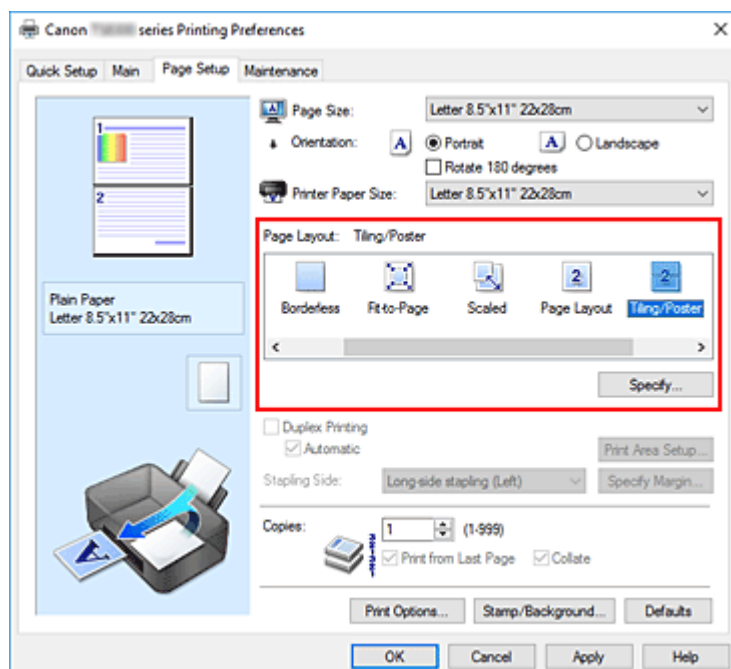 Canon series Printing Preferences
Quick Setup Main Page Setup Maintenance
1
2
Plain Paper
Letter 8.5"x11" 22x28cm
A
Page Size: Letter 8.5"x11" 22x28cm
Orientation: A Portrait A Landscape
Rotate 180 degrees
Printer Paper Size: Letter 8.5"x11" 22x28cm
Page Layout: Tiling/Poster
2 2
Borderless Fit-to-Page Scaled Page Layout Tiling/Poster
Specify...
Duplex Printing
Automatic Print Area Setup...
Stapling Side: Long-side stapling (Left) Specify Margin...
Copies: 1 (1-999)
Print from Last Page Collate
Print Options... Stamp/Background... Defaults
OK Cancel Apply Help